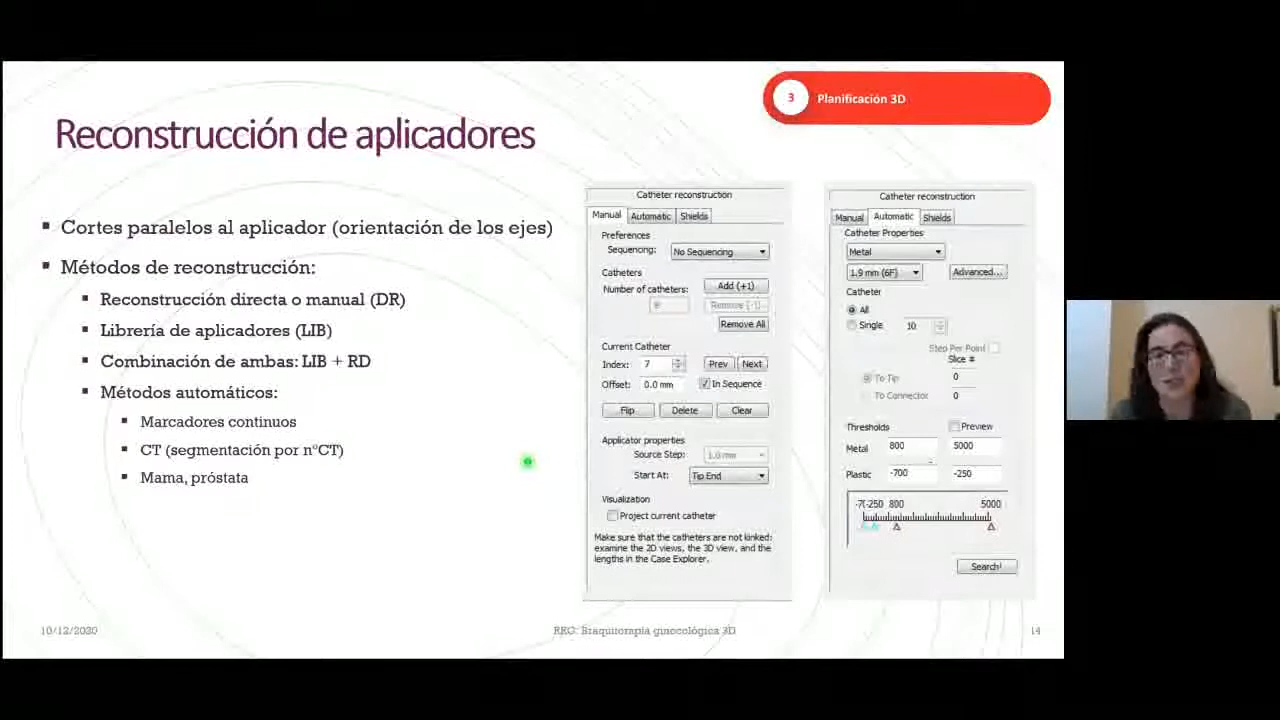 3 Planificación 3D
Reconstrucción de aplicadores
▪ Cortes paralelos al aplicador (orientación de los ejes)
▪ Métodos de reconstrucción:
▪ Reconstrucción directa o manual (DR)
▪ Librería de aplicadores (LIB)
▪ Combinación de ambas: LIB + RD
▪ Métodos automáticos:
▪ Marcadores continuos
▪ CT (segmentación por nºCT)
▪ Mama, próstata
Catheter reconstruction
Manual Automatic Shields
Preferences
Sequencing: No Sequencing
Catheters
Number of catheters: Add (+1)
Remove (-1)
Remove All
Current Catheter
Index: 7 Prev Next
Offset: 0.0 mm In Sequence
Flip Delete Clear
Applicator properties
Source Step: 1.0 mm
Start At: Tip End
Visualization
Project current catheter
Make sure that the catheters are not kinked:
examine the 2D views, the 3D view, and the
lengths in the Case Explorer.
Catheter reconstruction
Manual Automatic Shields
Catheter Properties
Metal
1.9 mm (6F) Advanced...
Catheter
All
Single 10
Step Per Point
Slice #
To Tip 0
To Connector 0
Thresholds Preview
Metal 800 5000
Plastic -700 -250
-250 800 5000
Search!
10/12/2020
Braquiterapia ginecológica 3D
14